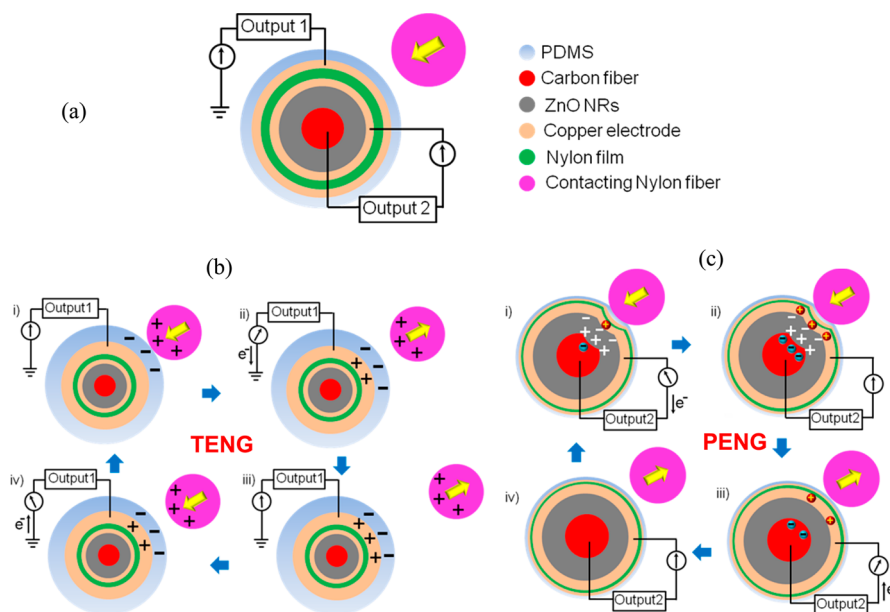 (a)
Output 1
Output 2
PDMS
Carbon fiber
ZnO NRs
Copper electrode
Nylon film
Contacting Nylon fiber
(b)
i)
Output1
+
+
+
+
−
−
−
ii)
Output1
e-
+
+
+
+
+
+
+
−
−
−
TENG
iv)
Output1
e-
+
+
+
+
+
+
+
−
−
−
iii)
Output1
+
+
+
+
+
+
+
−
−
−
(c)
i)
Output2
e-
ii)
Output2
PENG
iv)
Output2
iii)
Output2
e-